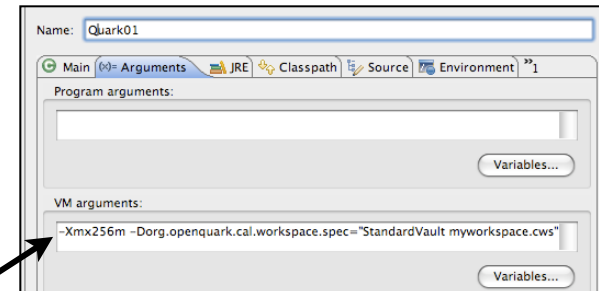 Name: Quark01
Main (x)= Arguments JRE Classpath Source Environment »1
Program arguments:
Variables...
VM arguments:
-Xmx256m -Dorg.openquark.cal.workspace.spec="StandardVault myworkspace.cws"
Variables...